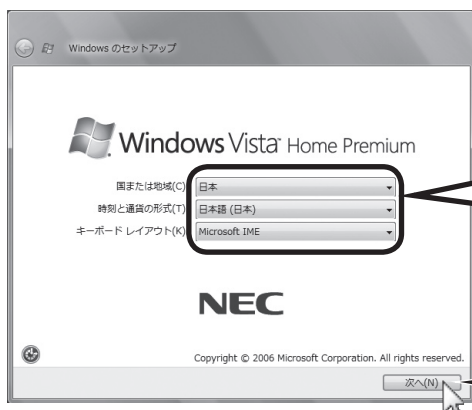 Windows のセットアップ
Windows Vista™ Home Premium
国または地域(C) 日本
時刻と通貨の形式(T) 日本語 (日本)
キーボード レイアウト(K) Microsoft IME
NEC
Copyright © 2006 Microsoft Corporation. All rights reserved.
次へ(N)